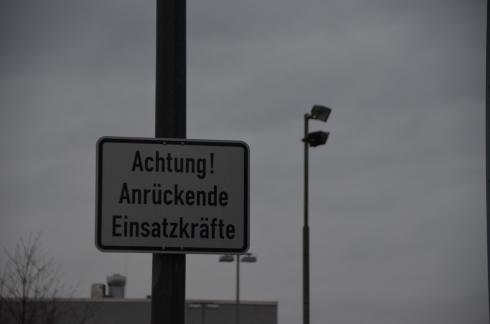 Achtung!
Anrückende
Einsatzkräfte